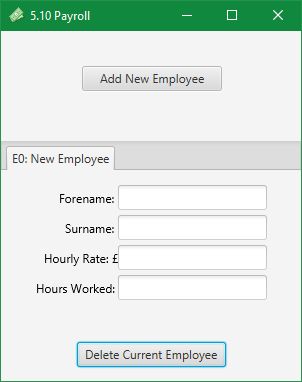 5.10 Payroll
Add New Employee
E0: New Employee
Forename:
Surname:
Hourly Rate: £
Hours Worked:
Delete Current Employee